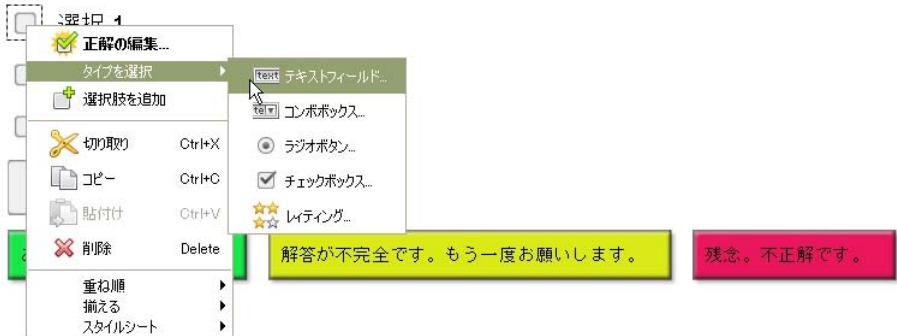 選択 1
正解の編集...
タイプを選択
選択肢を追加
切り取り Ctrl+X
コピー Ctrl+C
貼付け Ctrl+V
削除 Delete
重ね順
揃える
スタイルシート
text テキストフィールド...
te コンボボックス...
ラジオボタン...
チェックボックス...
レイティング...
解答が不完全です。もう一度お願いします。
残念。不正解です。